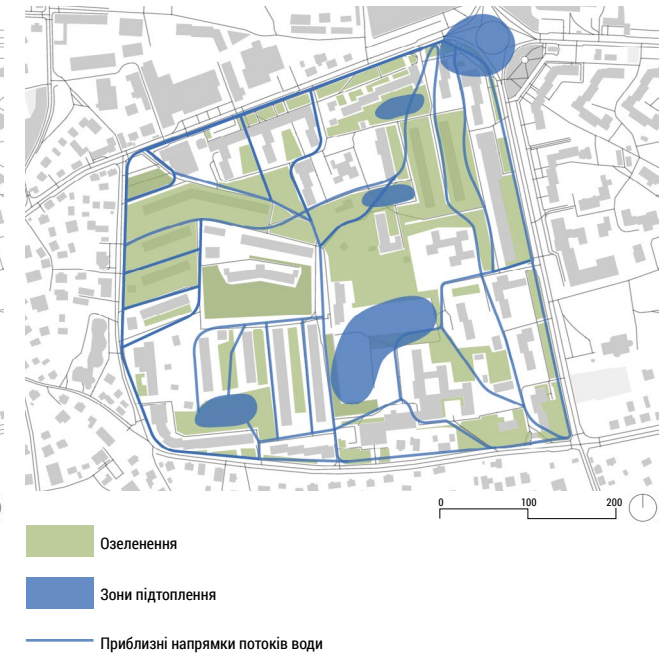 0 100 200
Озеленення
Зони підтоплення
Приблизні напрямки потоків води